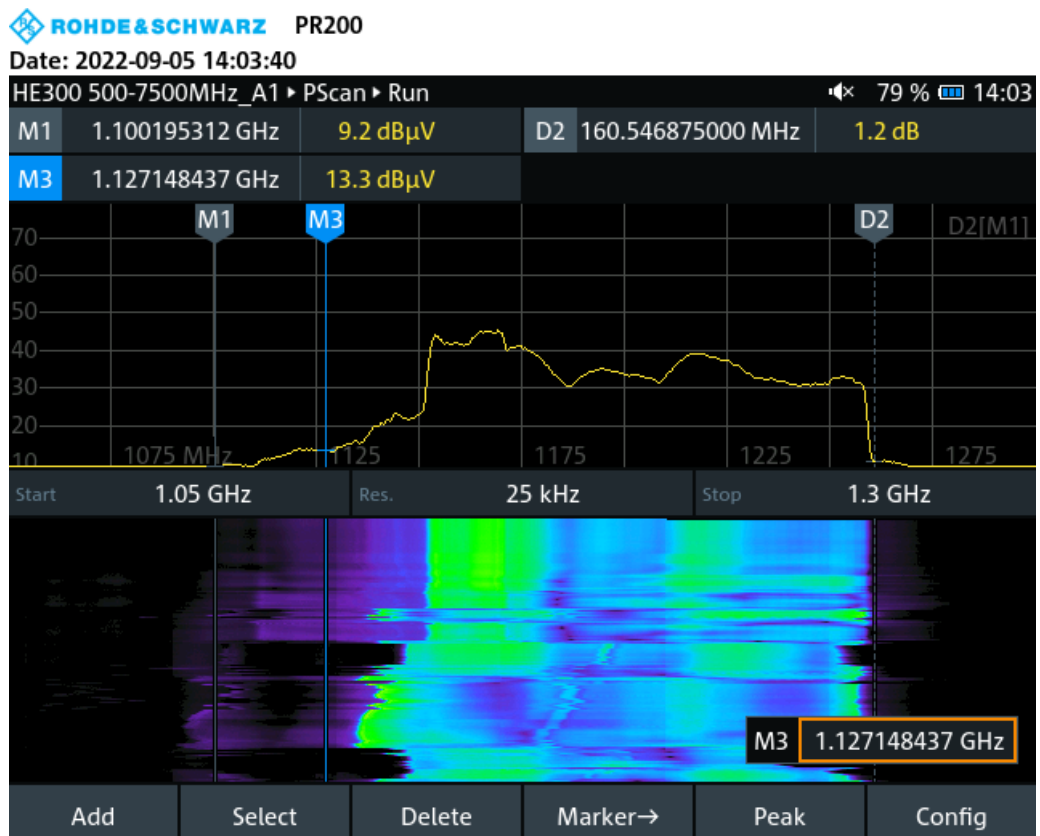 ROHDE&SCHWARZ PR200
Date: 2022-09-05 14:03:40
HE300 500-7500MHz_A1 ▸ PScan ▸ Run 79 % 14:03
M1 1.100195312 GHz 9.2 dBµV D2 160.546875000 MHz 1.2 dB
M3 1.127148437 GHz 13.3 dBµV
M1 M3 D2 D2[M1]
70
60
50
40
30
20
10 1075 MHz 1125 1175 1225 1275
Start 1.05 GHz Res. 25 kHz Stop 1.3 GHz
M3 1.127148437 GHz
Add Select Delete Marker→ Peak Config